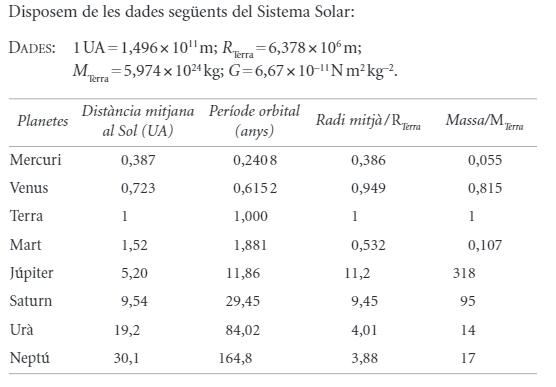 Disposem de les dades següents del Sistema Solar:
DADES: 1 UA = 1,496 × 10¹¹ m; R_Terra = 6,378 × 10⁶ m;
M_Terra = 5,974 × 10²⁴ kg; G = 6,67 × 10⁻¹¹ N m² kg⁻².
Planetes Distància mitjana al Sol (UA) Període orbital (anys) Radi mitjà/R_Terra Massa/M_Terra
Mercuri 0,387 0,2408 0,386 0,055
Venus 0,723 0,6152 0,949 0,815
Terra 1 1,000 1 1
Mart 1,52 1,881 0,532 0,107
Júpiter 5,20 11,86 11,2 318
Saturn 9,54 29,45 9,45 95
Urà 19,2 84,02 4,01 14
Neptú 30,1 164,8 3,88 17